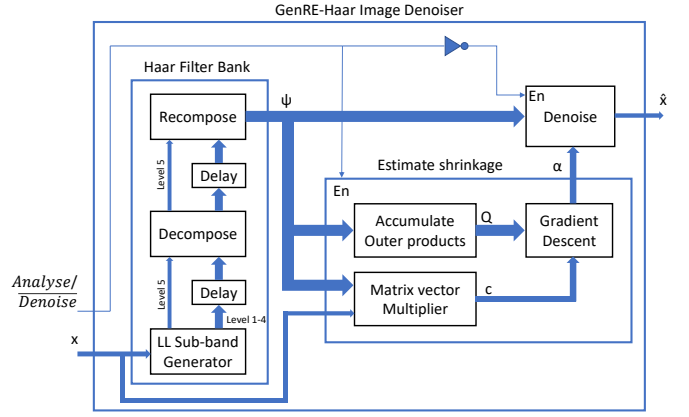 GenRE-Haar Image Denoiser
Haar Filter Bank
Recompose
ψ
En
Denoise
x̂
Level 5
Delay
Estimate shrinkage
α
En
Decompose
Accumulate
Outer products
Q
Gradient
Descent
Analyse/
Denoise
Level 5
Delay
Matrix vector
Multiplier
c
Level 1-4
x
LL Sub-band
Generator